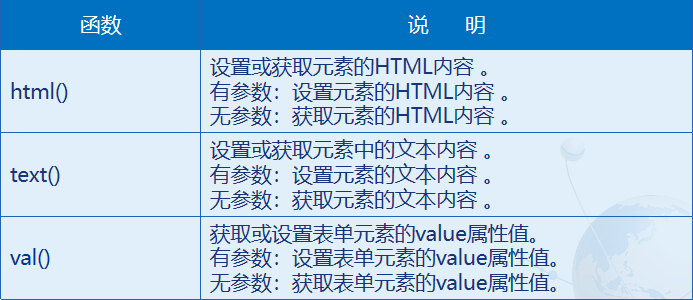 函数 说 明
html()
设置或获取元素的HTML内容 。
有参数：设置元素的HTML内容 。
无参数：获取元素的HTML内容 。
text()
设置或获取元素中的文本内容 。
有参数：设置元素的文本内容 。
无参数：获取元素的文本内容 。
val()
获取或设置表单元素的value属性值。
有参数：设置表单元素的value属性值。
无参数：获取表单元素的value属性值。